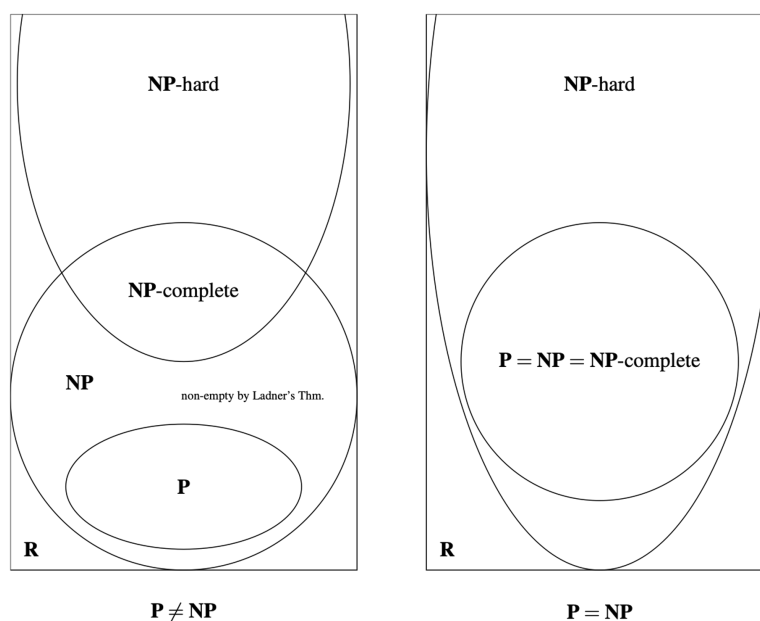 NP-hard
NP-complete
NP
non-empty by Ladner's Thm.
P
R
P ≠ NP
NP-hard
P = NP = NP-complete
R
P = NP